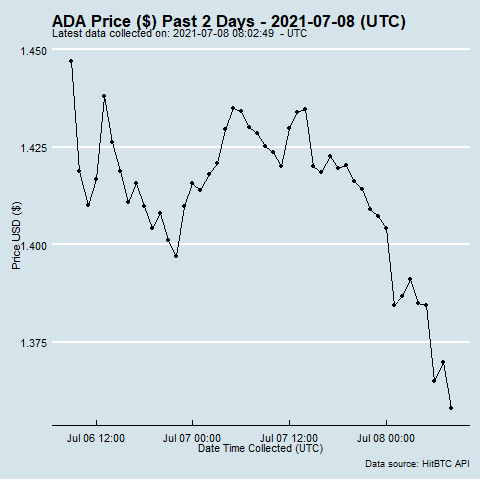 ADA Price ($) Past 2 Days - 2021-07-08 (UTC)
Latest data collected on: 2021-07-08 08:02:49 - UTC
1.450
1.425
1.400
1.375
Price USD ($)
Jul 06 12:00
Jul 07 00:00
Jul 07 12:00
Jul 08 00:00
Date Time Collected (UTC)
Data source: HitBTC API